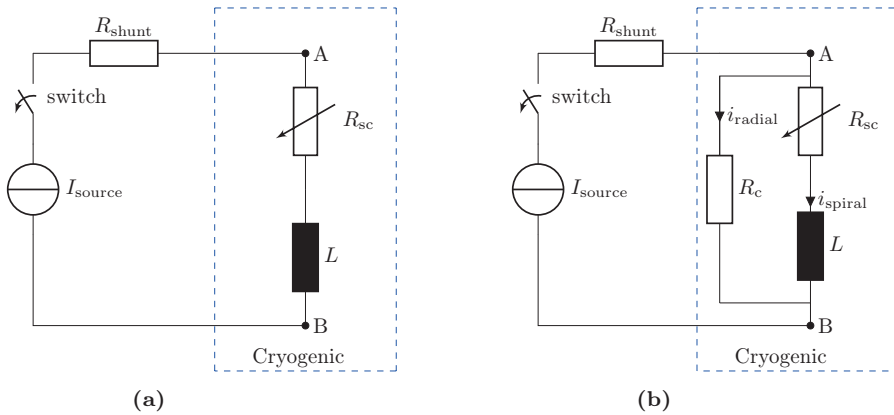 R_shunt
A
switch
R_sc
I_source
L
B
Cryogenic
(a)
R_shunt
A
switch
i_radial
R_sc
I_source
R_c
i_spiral
L
B
Cryogenic
(b)